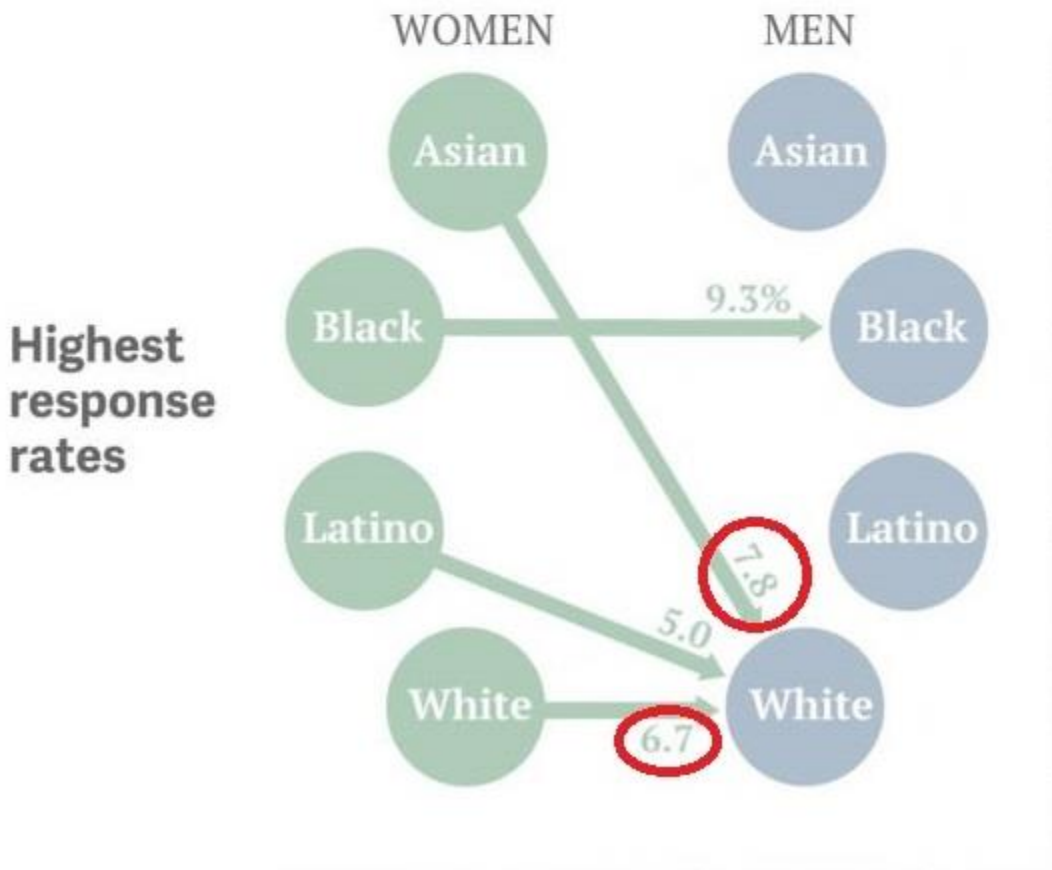 WOMEN
MEN
Asian
Asian
9.3%
Black
Black
Highest
response
rates
Latino
Latino
7.8
5.0
White
White
6.7